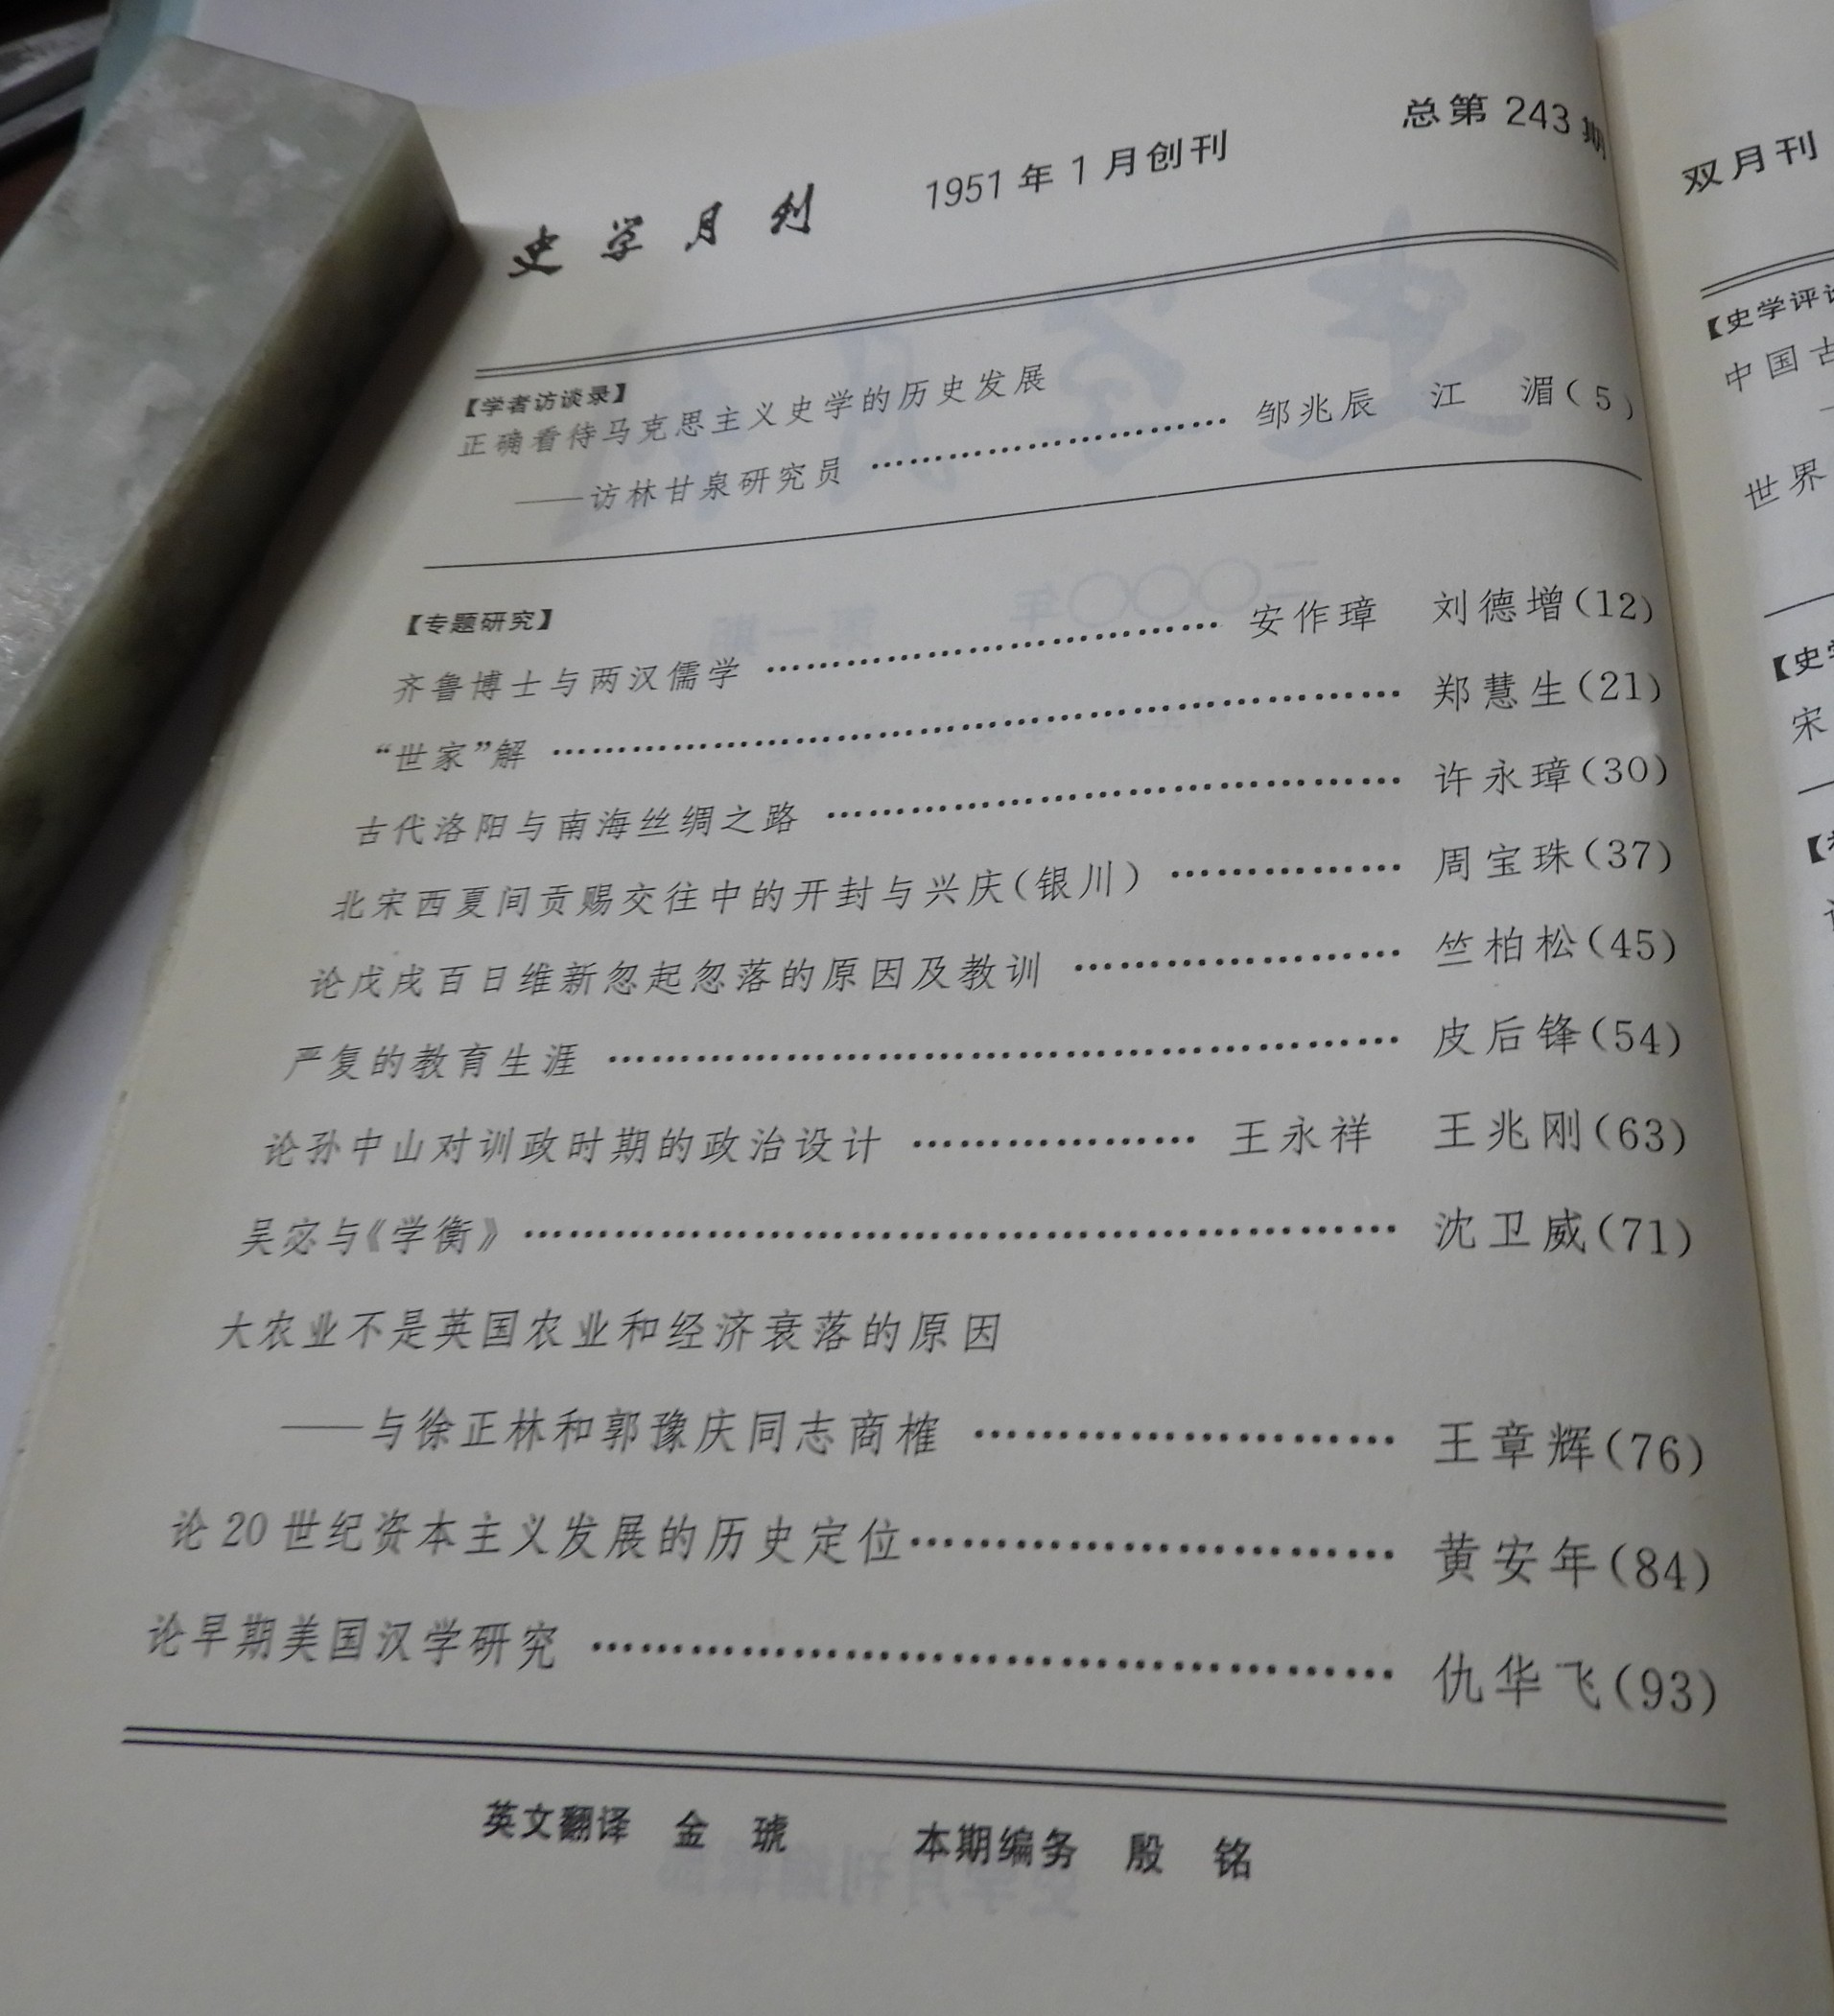 史学月刊 1951年1月创刊 总第243期
【学者访谈录】
正确看待马克思主义史学的历史发展
——访林甘泉研究员 …… 邹兆辰 江 湄(5)
【专题研究】
齐鲁博士与两汉儒学 …… 安作璋 刘德增(12)
“世家”解 …… 郑慧生(21)
古代洛阳与南海丝绸之路 …… 许永璋(30)
北宋西夏间贡赐交往中的开封与兴庆(银川) …… 周宝珠(37)
论戊戌百日维新忽起忽落的原因及教训 …… 竺柏松(45)
严复的教育生涯 …… 皮后锋(54)
论孙中山对训政时期的政治设计 …… 王永祥 王兆刚(63)
吴宓与《学衡》 …… 沈卫威(71)
大农业不是英国农业和经济衰落的原因
——与徐正林和郭豫庆同志商榷 …… 王章辉(76)
论20世纪资本主义发展的历史定位 …… 黄安年(84)
论早期美国汉学研究 …… 仇华飞(93)
英文翻译 金 琥 本期编务 殷 铭
双月刊
【史学评论
中国古
世界
【史学
宋